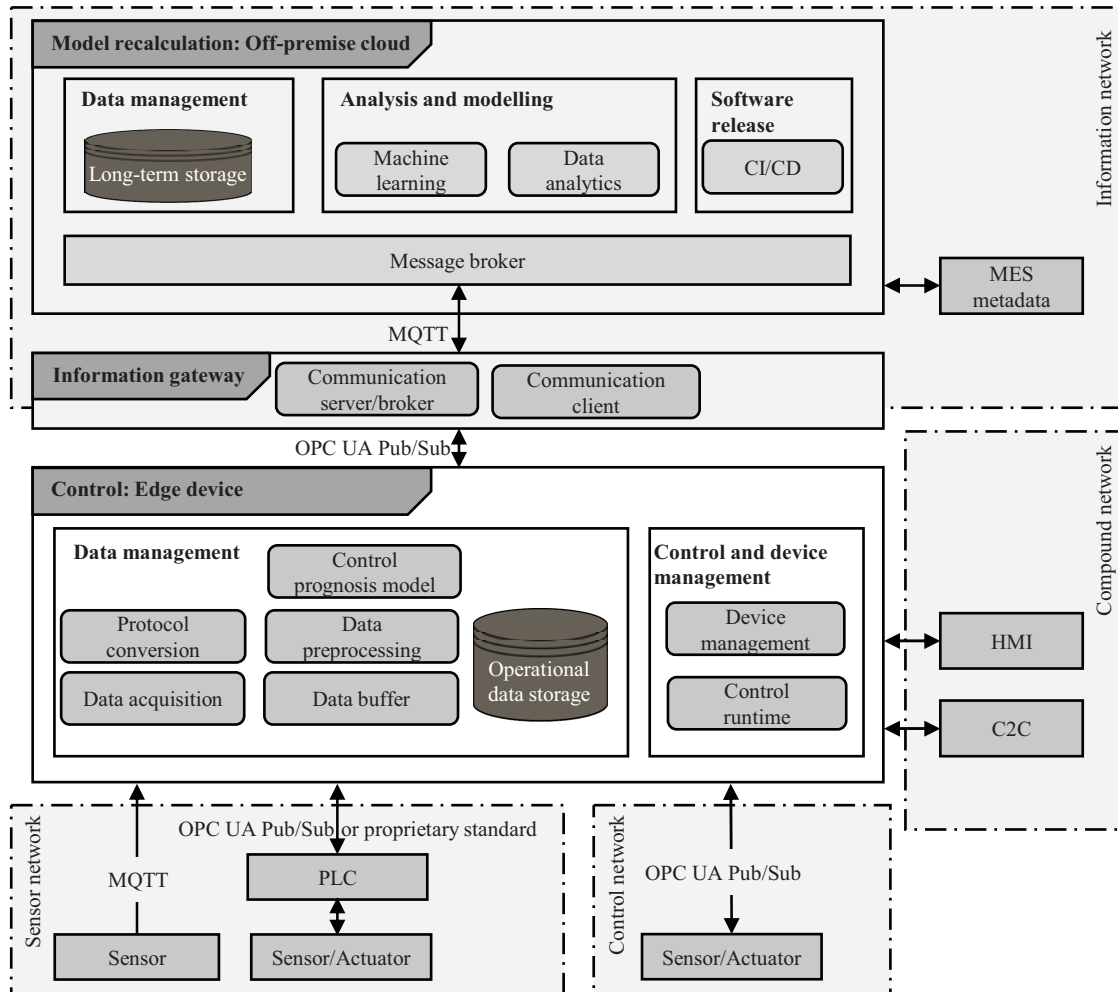 Model recalculation: Off-premise cloud
Data management
Long-term storage
Analysis and modelling
Machine
learning
Data
analytics
Software
release
CI/CD
Message broker
MES
metadata
Information network
MQTT
Information gateway
Communication
server/broker
Communication
client
OPC UA Pub/Sub
Control: Edge device
Data management
Control
prognosis model
Protocol
conversion
Data
preprocessing
Data acquisition
Data buffer
Operational
data storage
Control and device
management
Device
management
Control
runtime
HMI
C2C
Compound network
Sensor network
MQTT
Sensor
OPC UA Pub/Sub or proprietary standard
PLC
Sensor/Actuator
Control network
OPC UA Pub/Sub
Sensor/Actuator